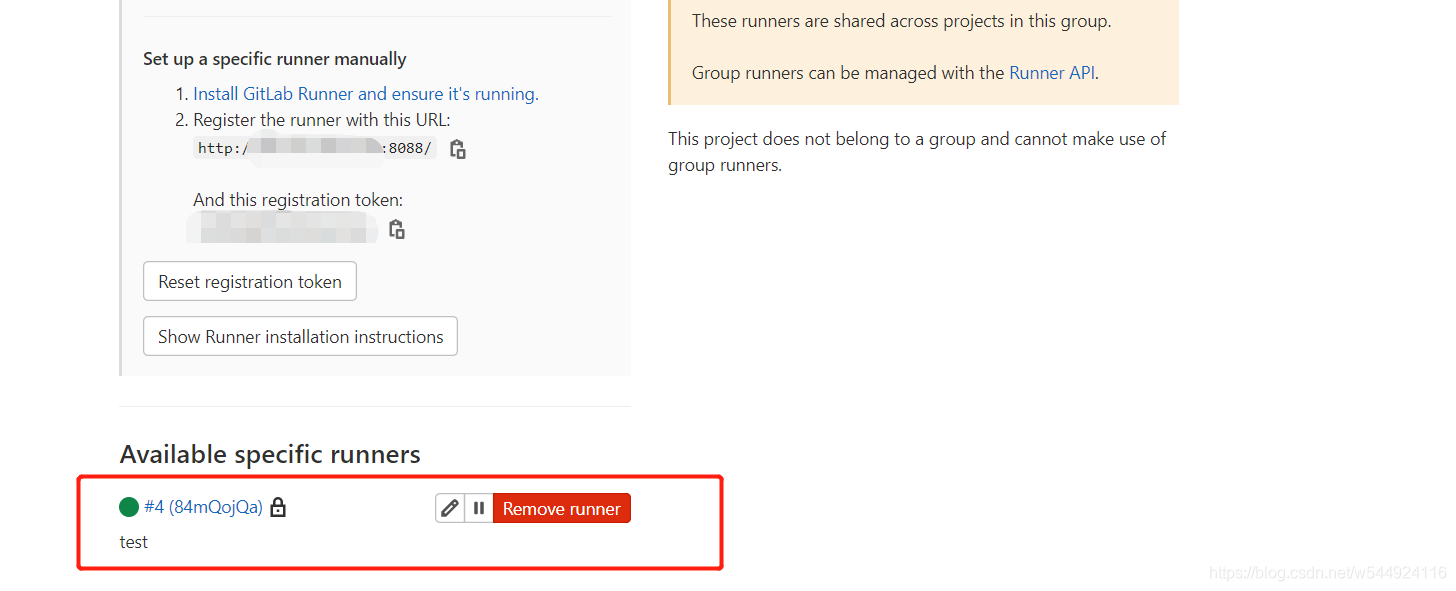 Set up a specific runner manually
1. Install GitLab Runner and ensure it's running.
2. Register the runner with this URL:
http:/ :8088/
And this registration token:
Reset registration token
Show Runner installation instructions
These runners are shared across projects in this group.
Group runners can be managed with the Runner API.
This project does not belong to a group and cannot make use of
group runners.
Available specific runners
#4 (84mQojQa)
Remove runner
test
https://blog.csdn.net/w544924116